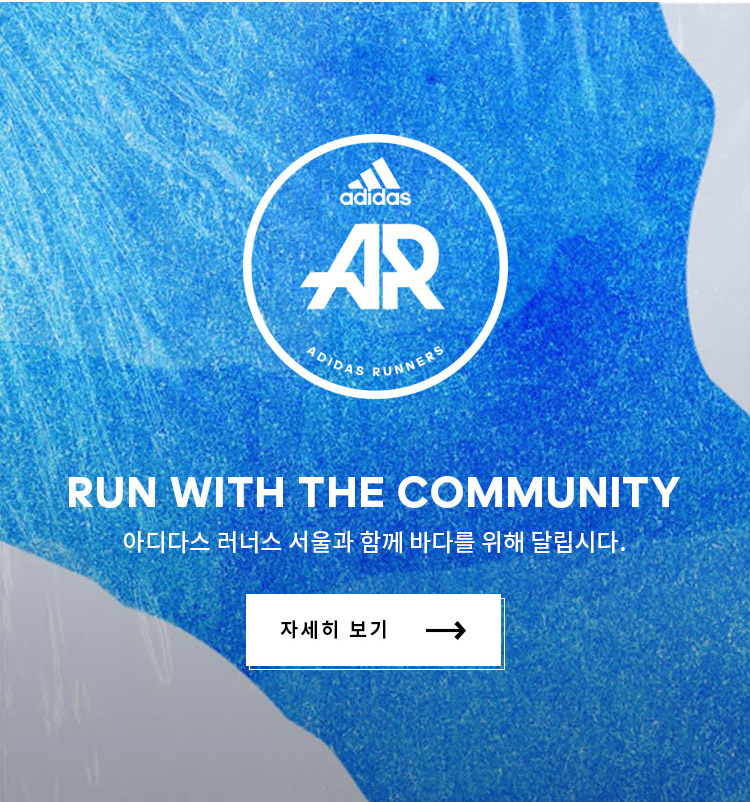 adidas
AR
ADIDAS RUNNERS
RUN WITH THE COMMUNITY
아디다스 러너스 서울과 함께 바다를 위해 달립시다.
자세히 보기